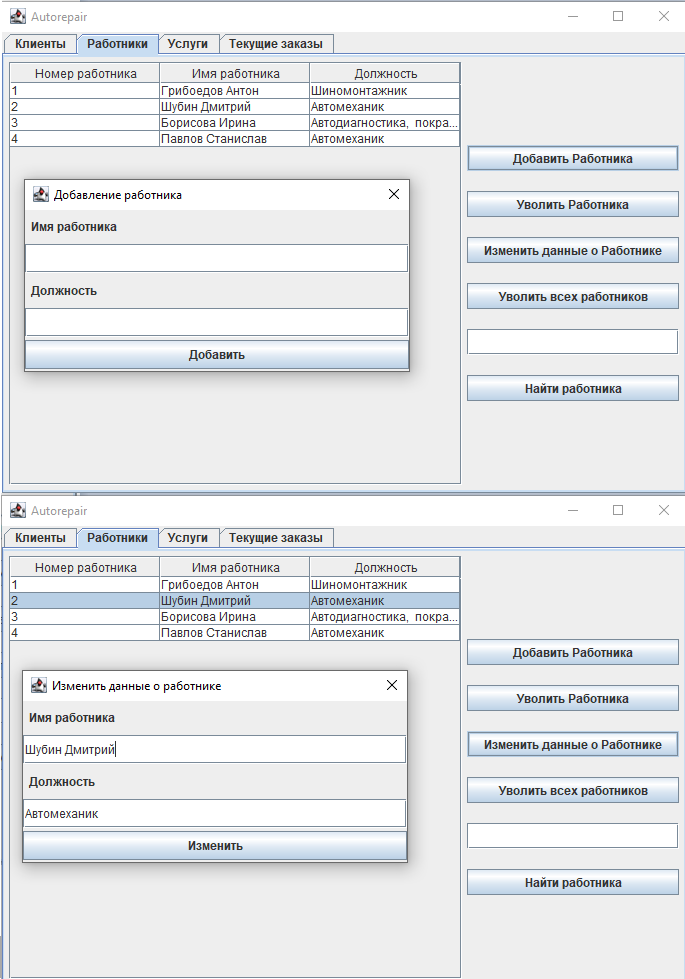 Autorepair
Клиенты Работники Услуги Текущие заказы
Номер работника Имя работника Должность
1 Грибоедов Антон Шиномонтажник
2 Шубин Дмитрий Автомеханик
3 Борисова Ирина Автодиагностика, покра...
4 Павлов Станислав Автомеханик
Добавить Работника
Уволить Работника
Изменить данные о Работнике
Уволить всех работников
Найти работника
Добавление работника
Имя работника
Должность
Добавить
Autorepair
Клиенты Работники Услуги Текущие заказы
Номер работника Имя работника Должность
1 Грибоедов Антон Шиномонтажник
2 Шубин Дмитрий Автомеханик
3 Борисова Ирина Автодиагностика, покра...
4 Павлов Станислав Автомеханик
Добавить Работника
Уволить Работника
Изменить данные о Работнике
Уволить всех работников
Найти работника
Изменить данные о работнике
Имя работника
Шубин Дмитрий
Должность
Автомеханик
Изменить